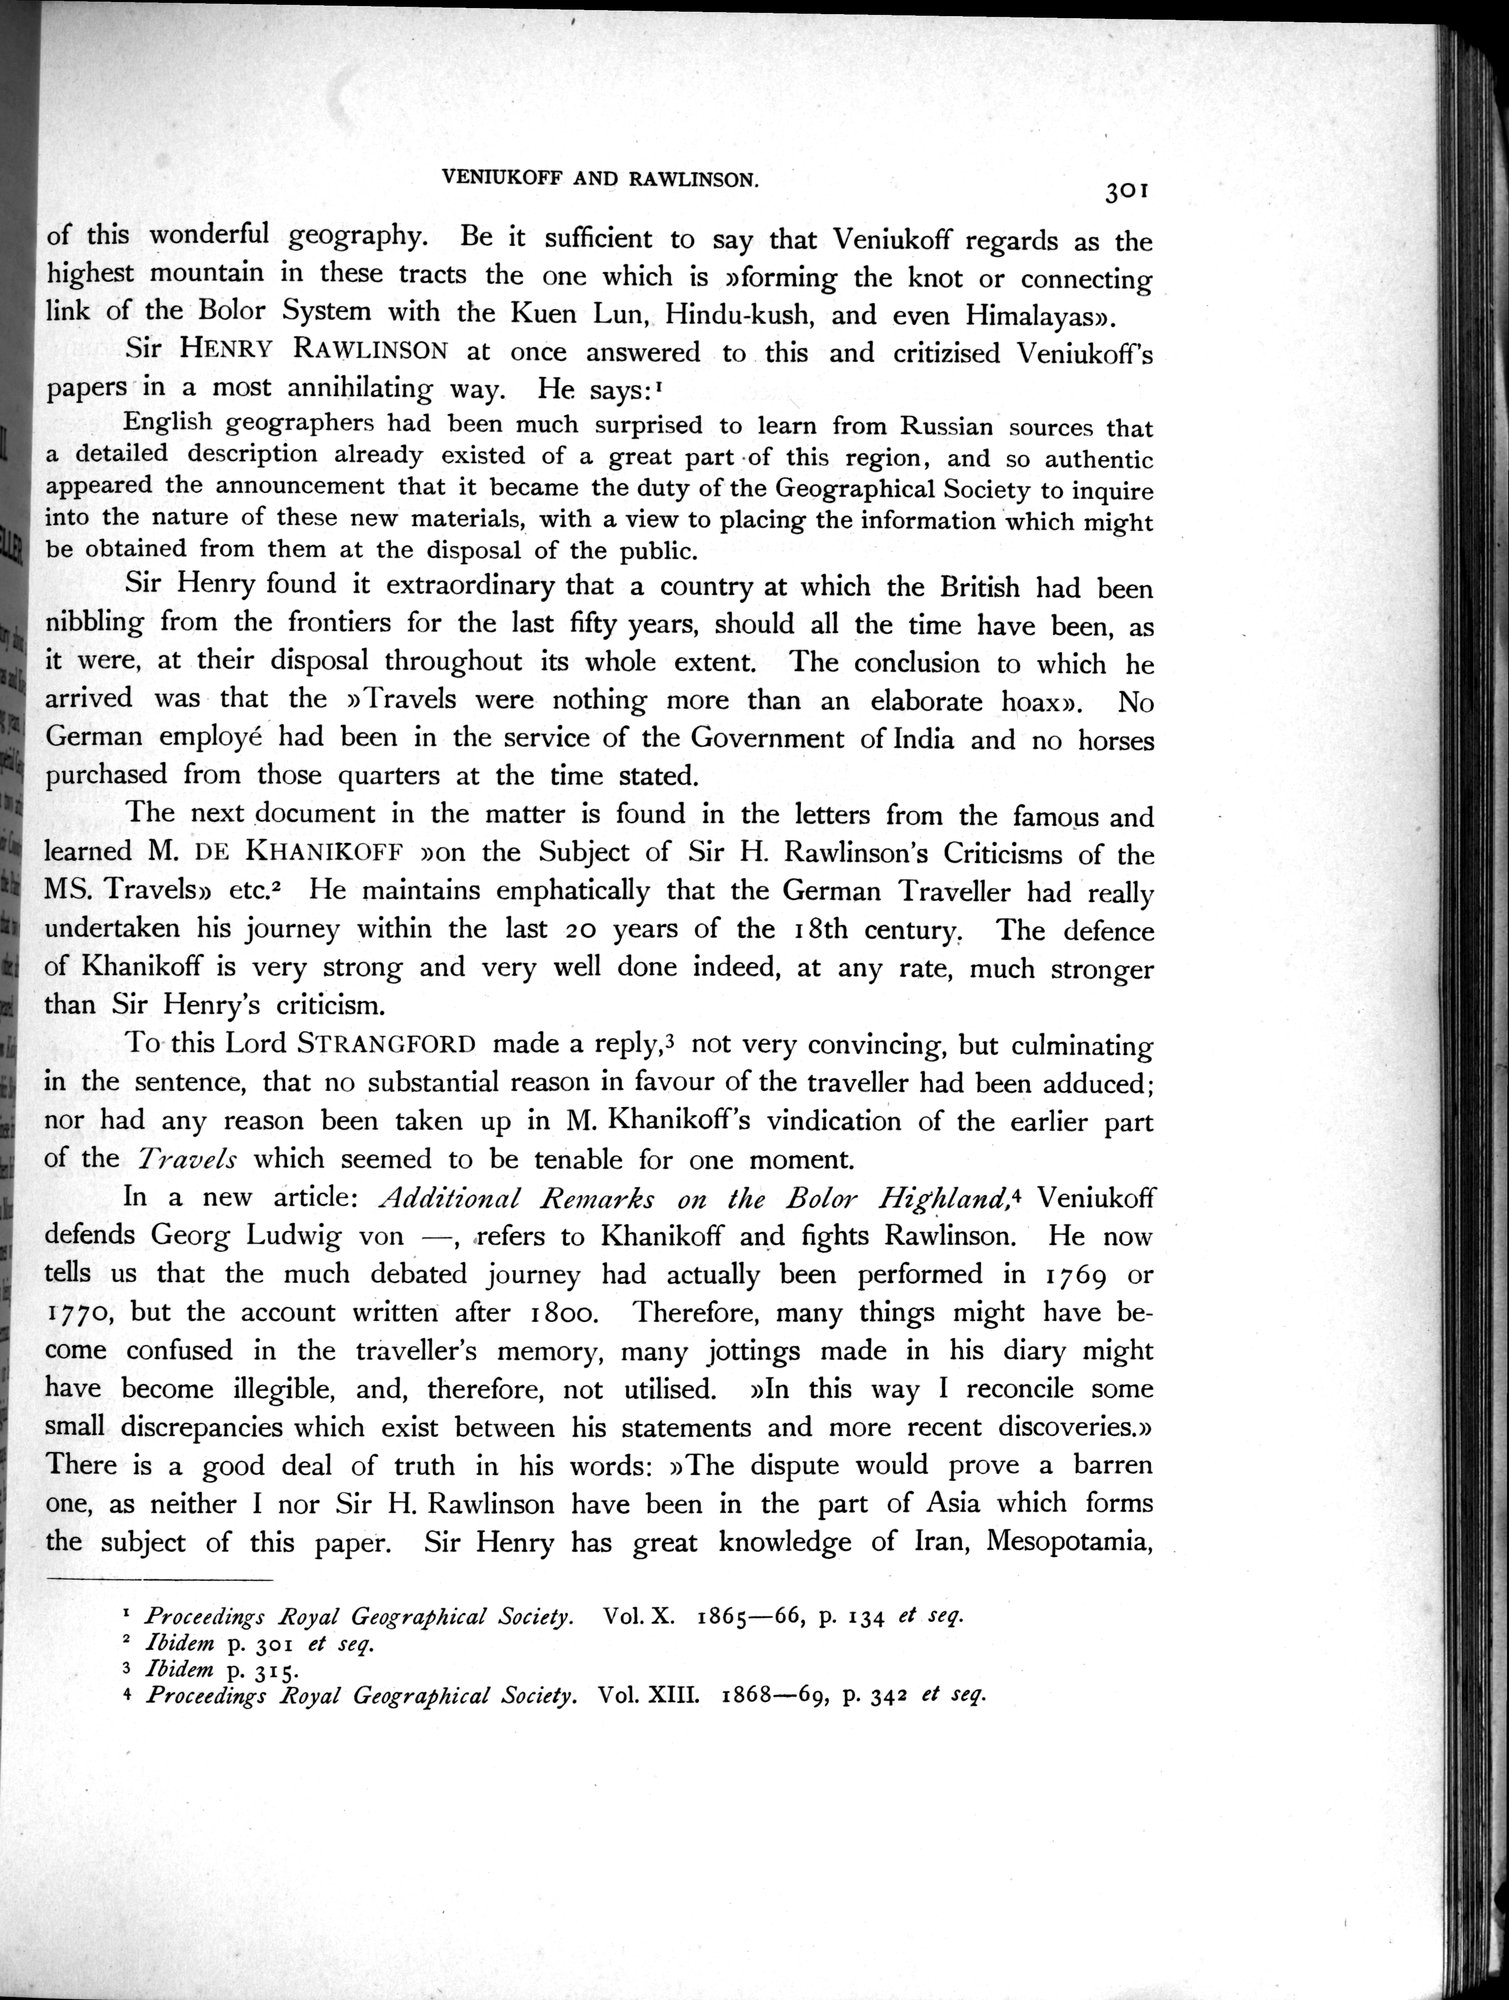 VENIUKOFF AND RAWLINSON.
301
of this wonderful geography. Be it sufficient to say that Veniukoff regards as the
highest mountain in these tracts the one which is »forming the knot or connecting
link of the Bolor System with the Kuen Lun, Hindu-kush, and even Himalayas».
Sir HENRY RAWLINSON at once answered to this and critizised Veniukoff's
papers in a most annihilating way. He says:¹
English geographers had been much surprised to learn from Russian sources that
a detailed description already existed of a great part of this region, and so authentic
appeared the announcement that it became the duty of the Geographical Society to inquire
into the nature of these new materials, with a view to placing the information which might
be obtained from them at the disposal of the public.
Sir Henry found it extraordinary that a country at which the British had been
nibbling from the frontiers for the last fifty years, should all the time have been, as
it were, at their disposal throughout its whole extent. The conclusion to which he
arrived was that the »Travels were nothing more than an elaborate hoax». No
German employé had been in the service of the Government of India and no horses
purchased from those quarters at the time stated.
The next document in the matter is found in the letters from the famous and
learned M. DE KHANIKOFF »on the Subject of Sir H. Rawlinson's Criticisms of the
MS. Travels» etc.² He maintains emphatically that the German Traveller had really
undertaken his journey within the last 20 years of the 18th century. The defence
of Khanikoff is very strong and very well done indeed, at any rate, much stronger
than Sir Henry's criticism.
To this Lord STRANGFORD made a reply,³ not very convincing, but culminating
in the sentence, that no substantial reason in favour of the traveller had been adduced;
nor had any reason been taken up in M. Khanikoff's vindication of the earlier part
of the Travels which seemed to be tenable for one moment.
In a new article: Additional Remarks on the Bolor Highland,⁴ Veniukoff
defends Georg Ludwig von —, refers to Khanikoff and fights Rawlinson. He now
tells us that the much debated journey had actually been performed in 1769 or
1770, but the account written after 1800. Therefore, many things might have be-
come confused in the traveller's memory, many jottings made in his diary might
have become illegible, and, therefore, not utilised. »In this way I reconcile some
small discrepancies which exist between his statements and more recent discoveries.»
There is a good deal of truth in his words: »The dispute would prove a barren
one, as neither I nor Sir H. Rawlinson have been in the part of Asia which forms
the subject of this paper. Sir Henry has great knowledge of Iran, Mesopotamia,
¹ Proceedings Royal Geographical Society. Vol. X. 1865—66, p. 134 et seq.
² Ibidem p. 301 et seq.
³ Ibidem p. 315.
⁴ Proceedings Royal Geographical Society. Vol. XIII. 1868—69, p. 342 et seq.